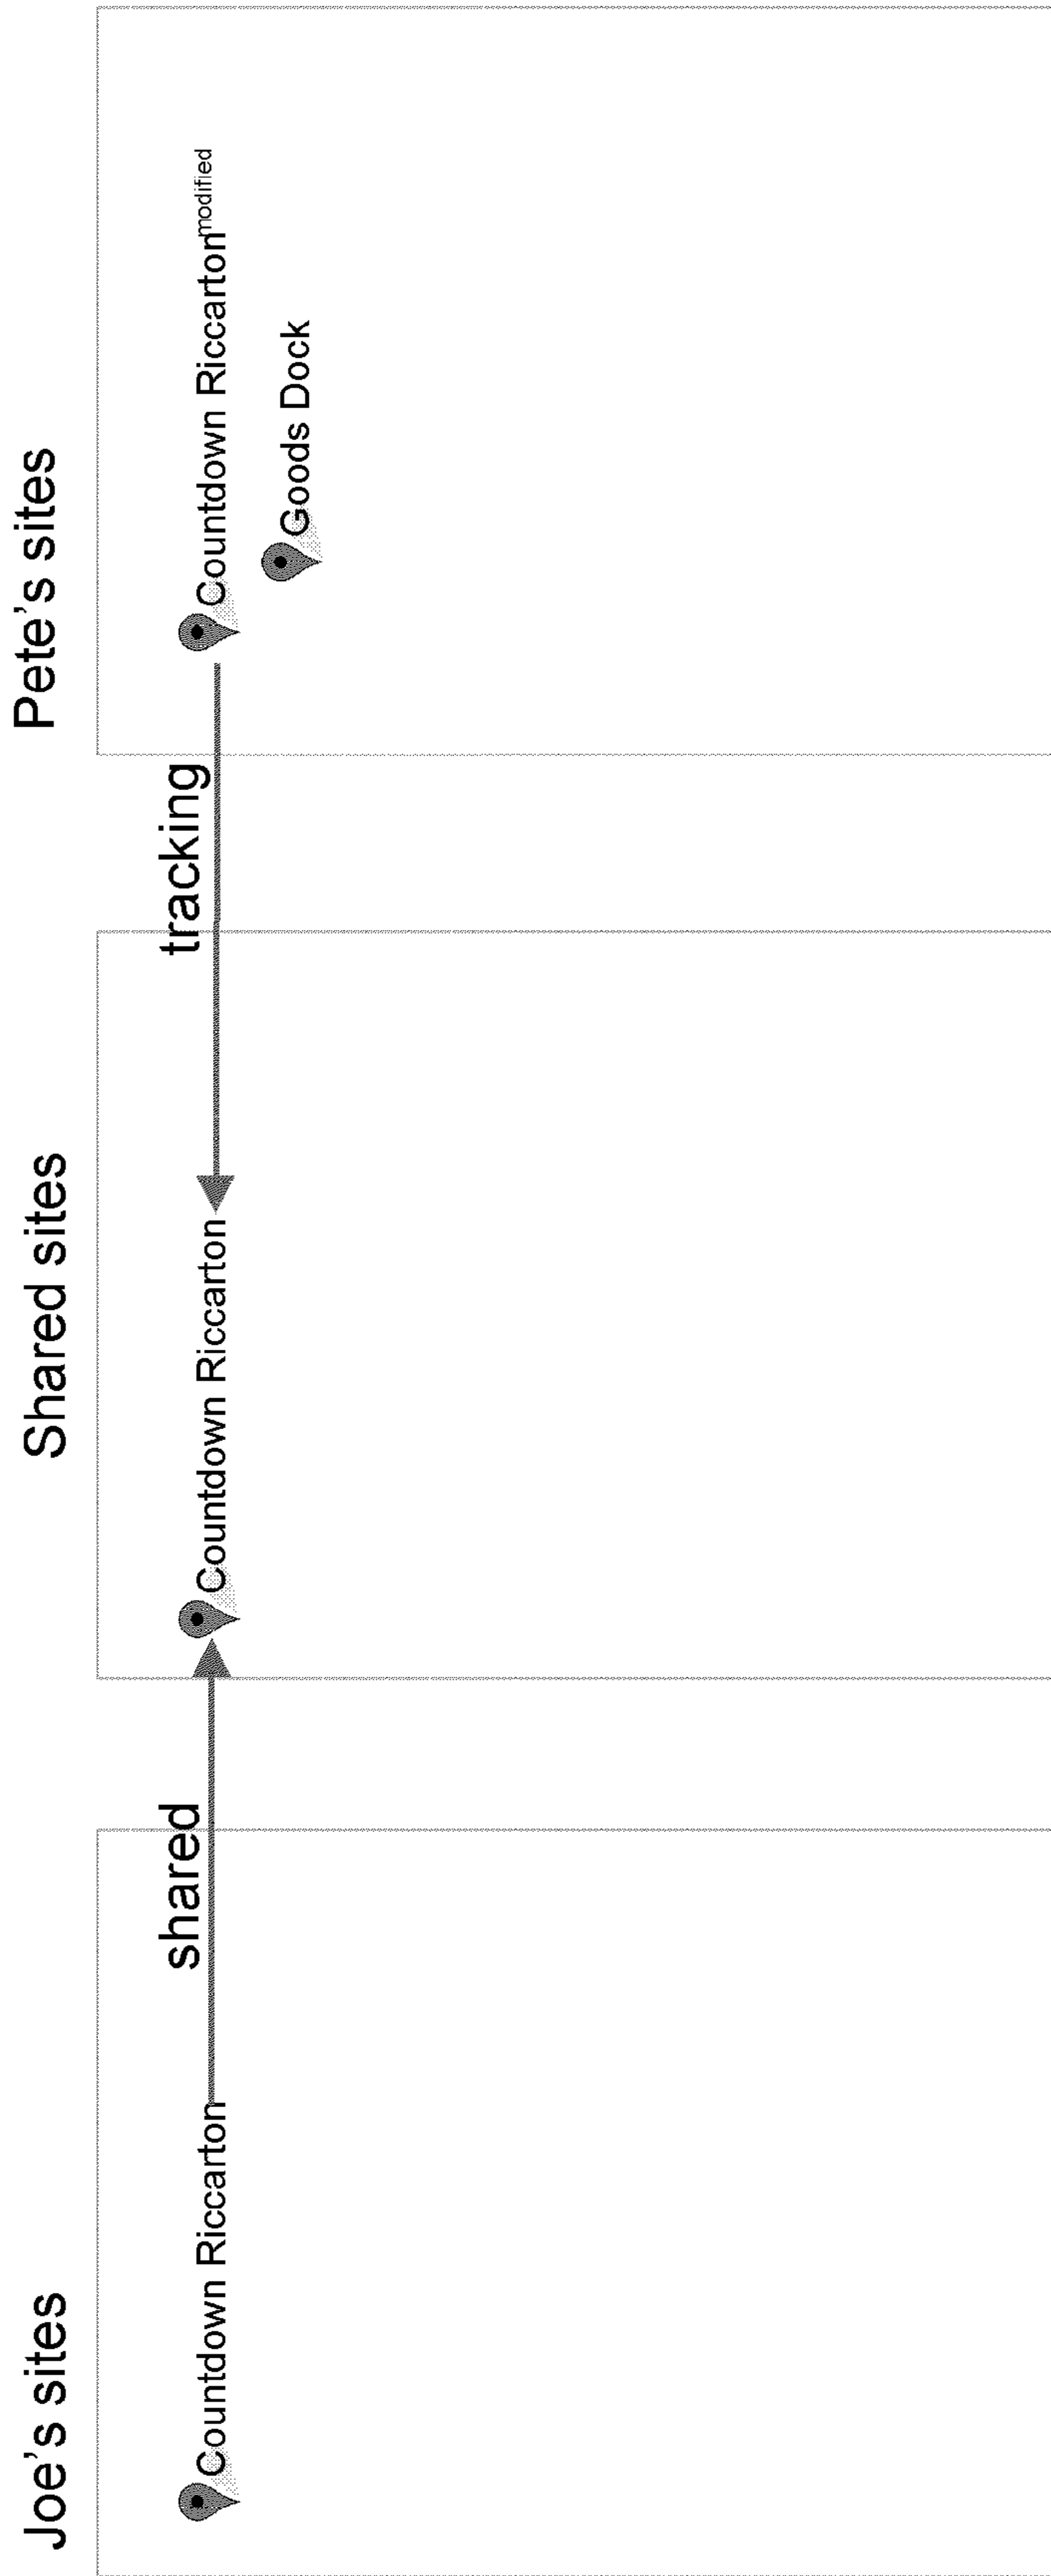 Joe's sites
Shared sites
Pete's sites
shared
tracking
Countdown Riccarton
Countdown Riccarton
Countdown Riccarton modified
Goods Dock